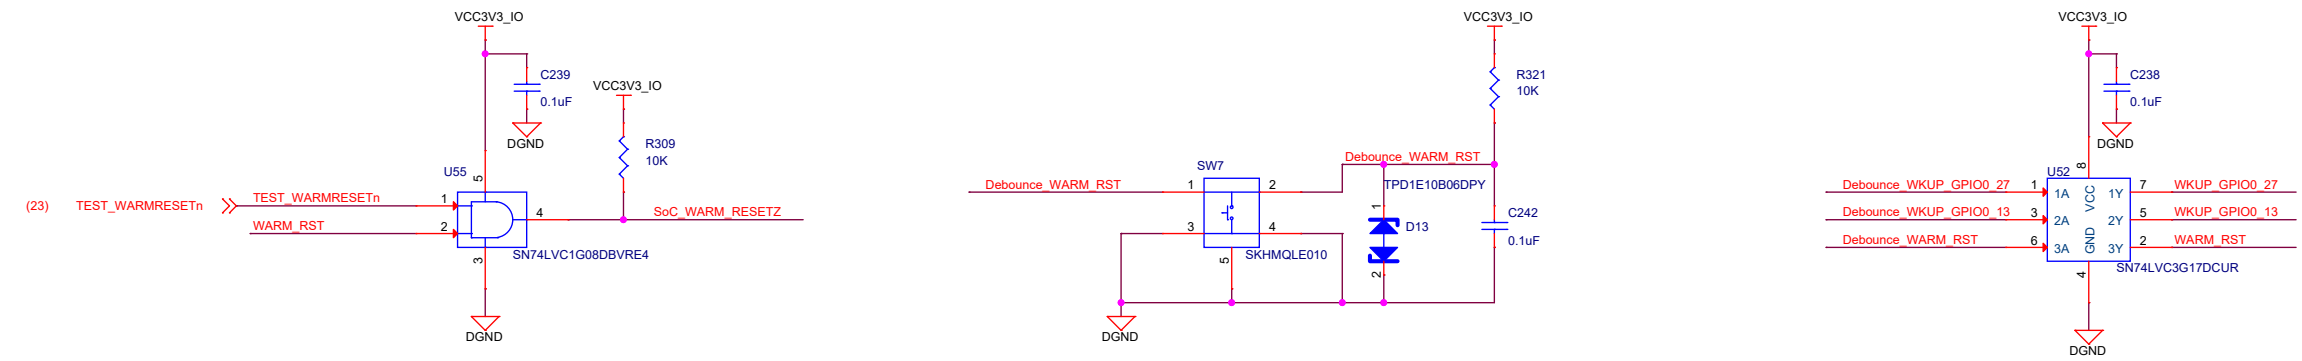 VCC3V3_IO
C239
0.1uF
DGND
VCC3V3_IO
R309
10K
U55
5
(23)
TEST_WARMRESETn
TEST_WARMRESETn
1
WARM_RST
2
4
SoC_WARM_RESETZ
SN74LVC1G08DBVRE4
3
DGND
VCC3V3_IO
R321
10K
Debounce_WARM_RST
SW7
Debounce_WARM_RST
1
2
3
4
5
SKHMQLE010
TPD1E10B06DPY
1
D13
2
C242
0.1uF
DGND
VCC3V3_IO
C238
0.1uF
DGND
8
U52
Debounce_WKUP_GPIO0_27
1
1A
VCC
1Y
7
WKUP_GPIO0_27
Debounce_WKUP_GPIO0_13
3
2A
2Y
5
WKUP_GPIO0_13
Debounce_WARM_RST
6
3A
GND
3Y
2
WARM_RST
SN74LVC3G17DCUR
4
DGND